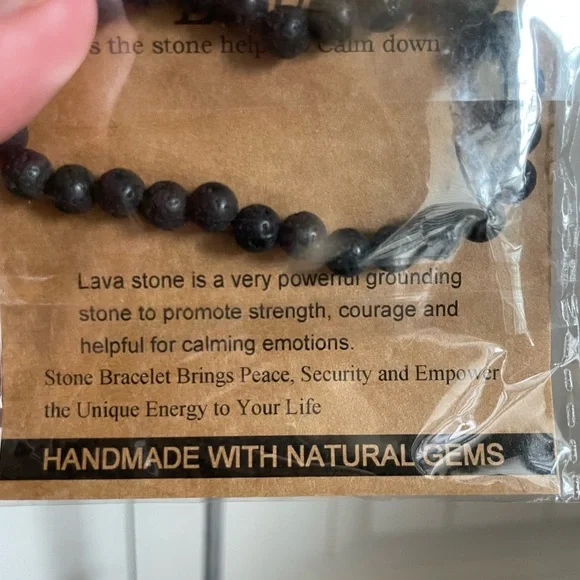 s the stone help Calm down
Lava stone is a very powerful grounding
stone to promote strength, courage and
helpful for calming emotions.
Stone Bracelet Brings Peace, Security and Empower
the Unique Energy to Your Life
HANDMADE WITH NATURAL GEMS